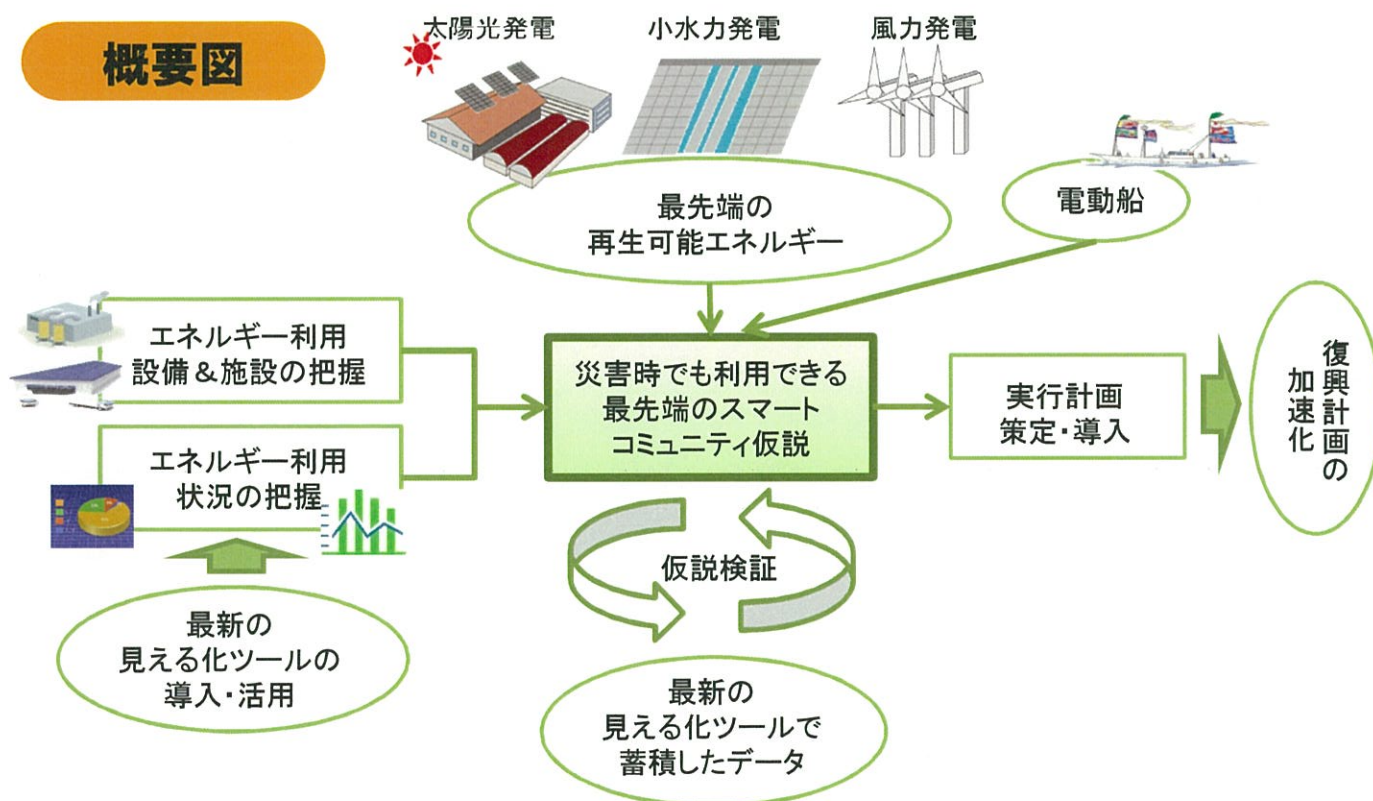 概要図
太陽光発電
小水力発電
風力発電
最先端の
再生可能エネルギー
電動船
エネルギー利用
設備&施設の把握
エネルギー利用
状況の把握
最新の
見える化ツールの
導入・活用
災害時でも利用できる
最先端のスマート
コミュニティ仮説
仮説検証
最新の
見える化ツールで
蓄積したデータ
実行計画
策定・導入
復興計画の
加速化